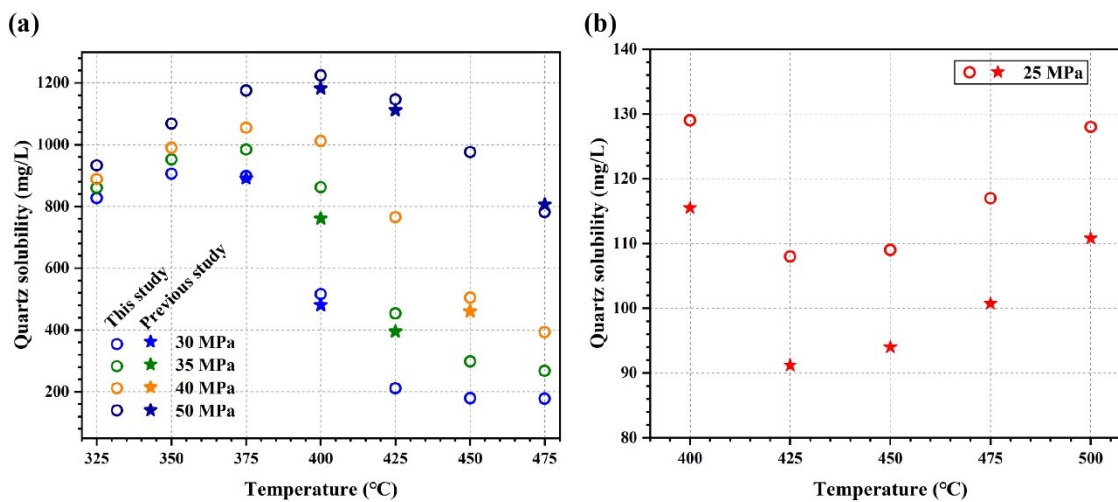 (a)
Quartz solubility (mg/L)
1200
1000
800
600
400
200
325 350 375 400 425 450 475
Temperature (°C)
This study
Previous study
30 MPa
35 MPa
40 MPa
50 MPa
(b)
Quartz solubility (mg/L)
140
130
120
110
100
90
80
400 425 450 475 500
Temperature (°C)
25 MPa